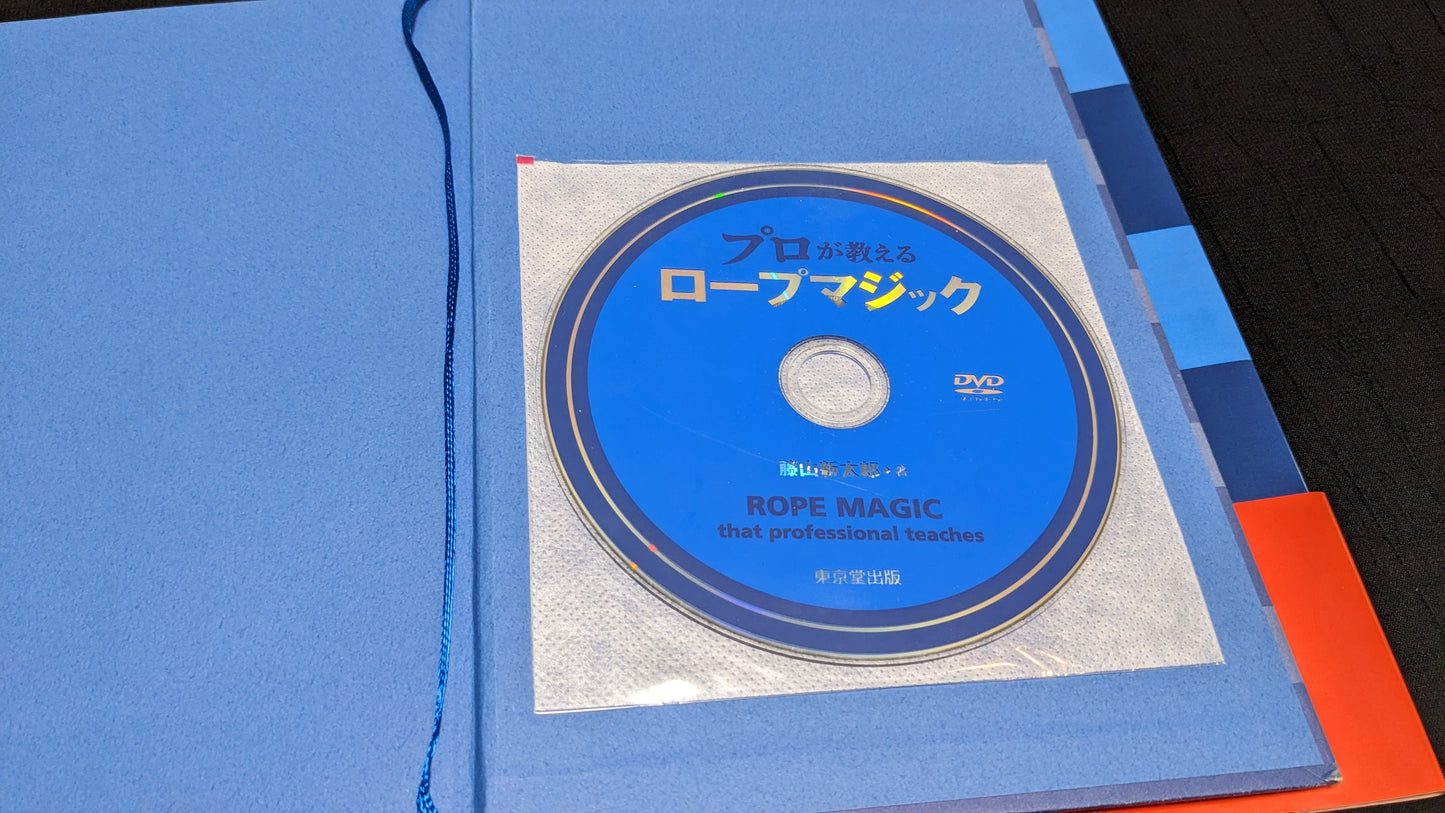 プロが教える
ロープマジック
DVD
VIDEO
藤山新太郎・著
ROPE MAGIC
that professional teaches
東京堂出版